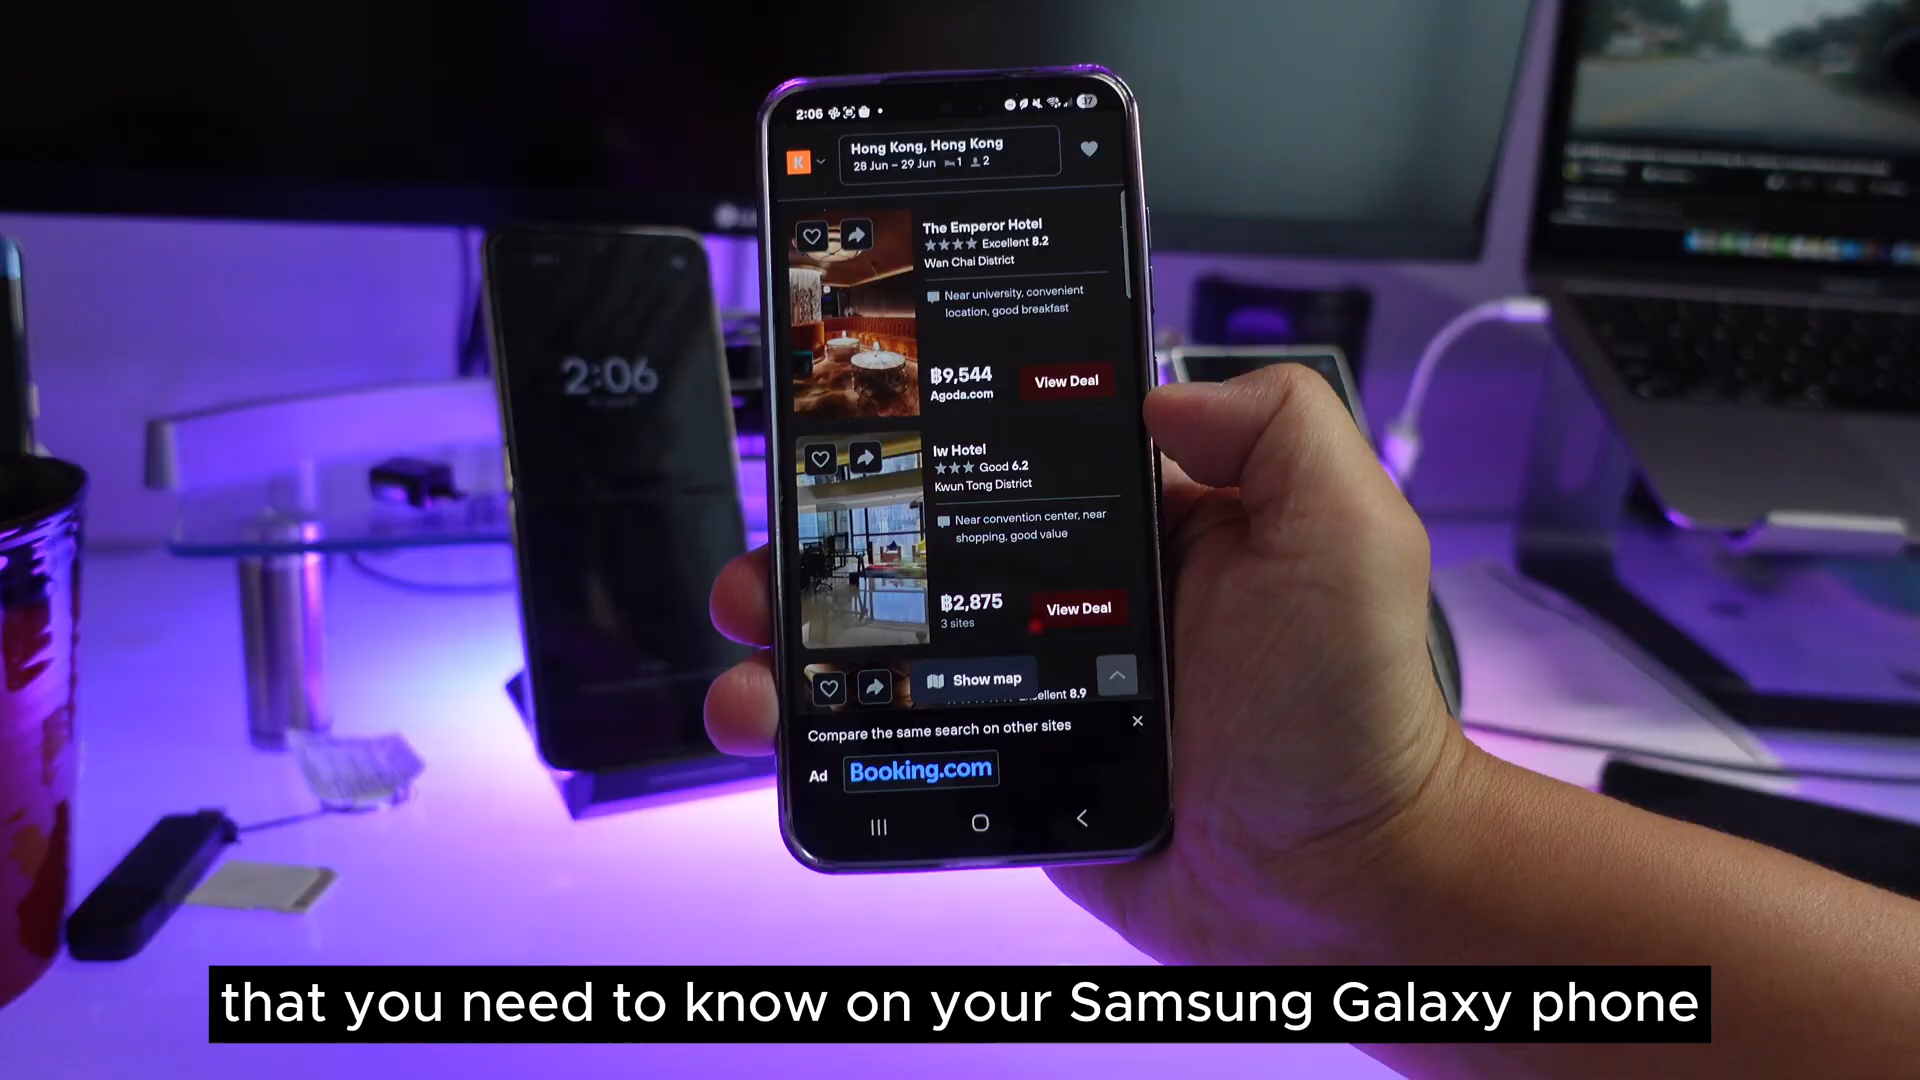 2:06
37
K
Hong Kong, Hong Kong
28 Jun – 29 Jun 1 2
The Emperor Hotel
Excellent 8.2
Wan Chai District
Near university, convenient
location, good breakfast
฿9,544
Agoda.com
View Deal
Iw Hotel
Good 6.2
Kwun Tong District
Near convention center, near
shopping, good value
฿2,875
3 sites
View Deal
Show map
ellent 8.9
Compare the same search on other sites
Ad
Booking.com
2:06
that you need to know on your Samsung Galaxy phone